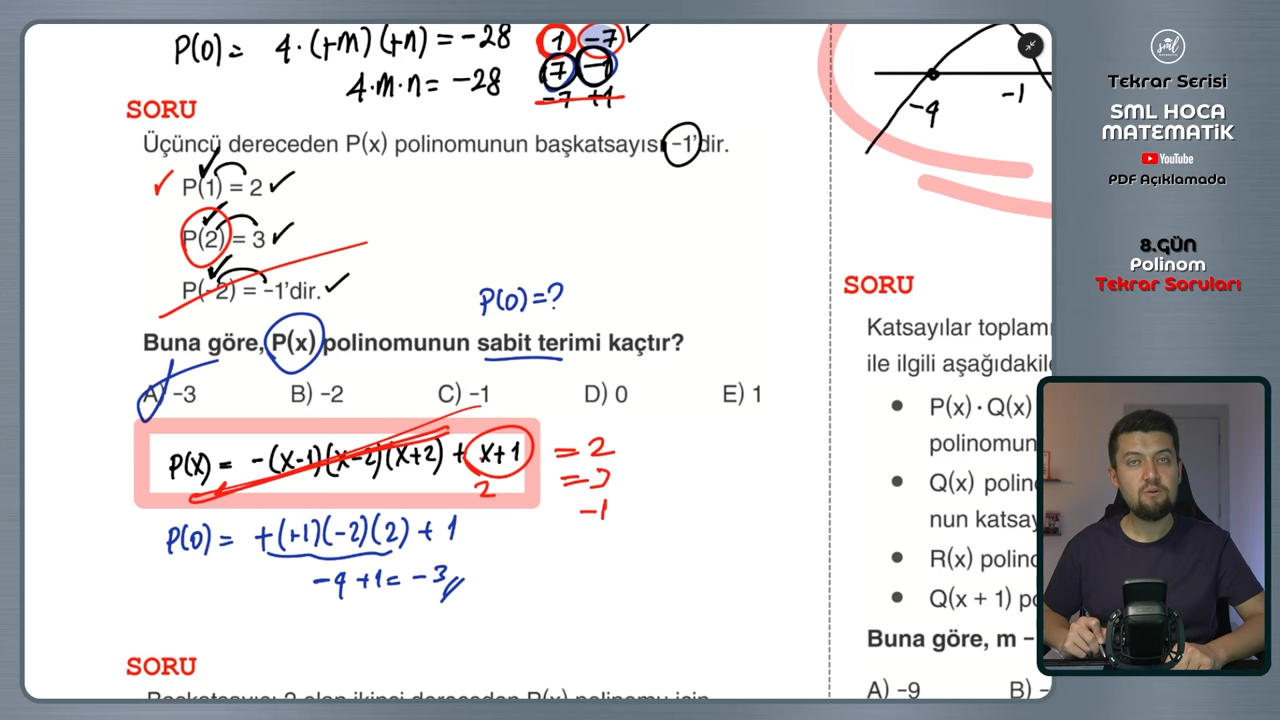 P(0) = 4·(+m)(+n) = -28
1 -7 ✓
4·m·n = -28
7 -1
-7 +1
SORU
Üçüncü dereceden P(x) polinomunun başkatsayısı -1'dir.
✓ P(1) = 2 ✓
P(2) = 3 ✓
P(-2) = -1'dir. ✓
P(0)=?
Buna göre, P(x) polinomunun sabit terimi kaçtır?
A) -3 B) -2 C) -1 D) 0 E) 1
P(x) = -(x-1)(x-2)(x+2) + x+1 = 2
2 = 3
-1
P(0) = +(+1)(-2)(2) + 1
-4 +1 = -3
SORU
-4 -1
SORU
Katsayılar toplamı
ile ilgili aşağıdakile
• P(x)·Q(x)
polinomun
• Q(x) polin
nun katsay
• R(x) polino
• Q(x + 1) po
Buna göre, m -
A) -9 B) -
sml
Tekrar Serisi
SML HOCA
MATEMATİK
YouTube
PDF Açıklamada
8.GÜN
Polinom
Tekrar Soruları